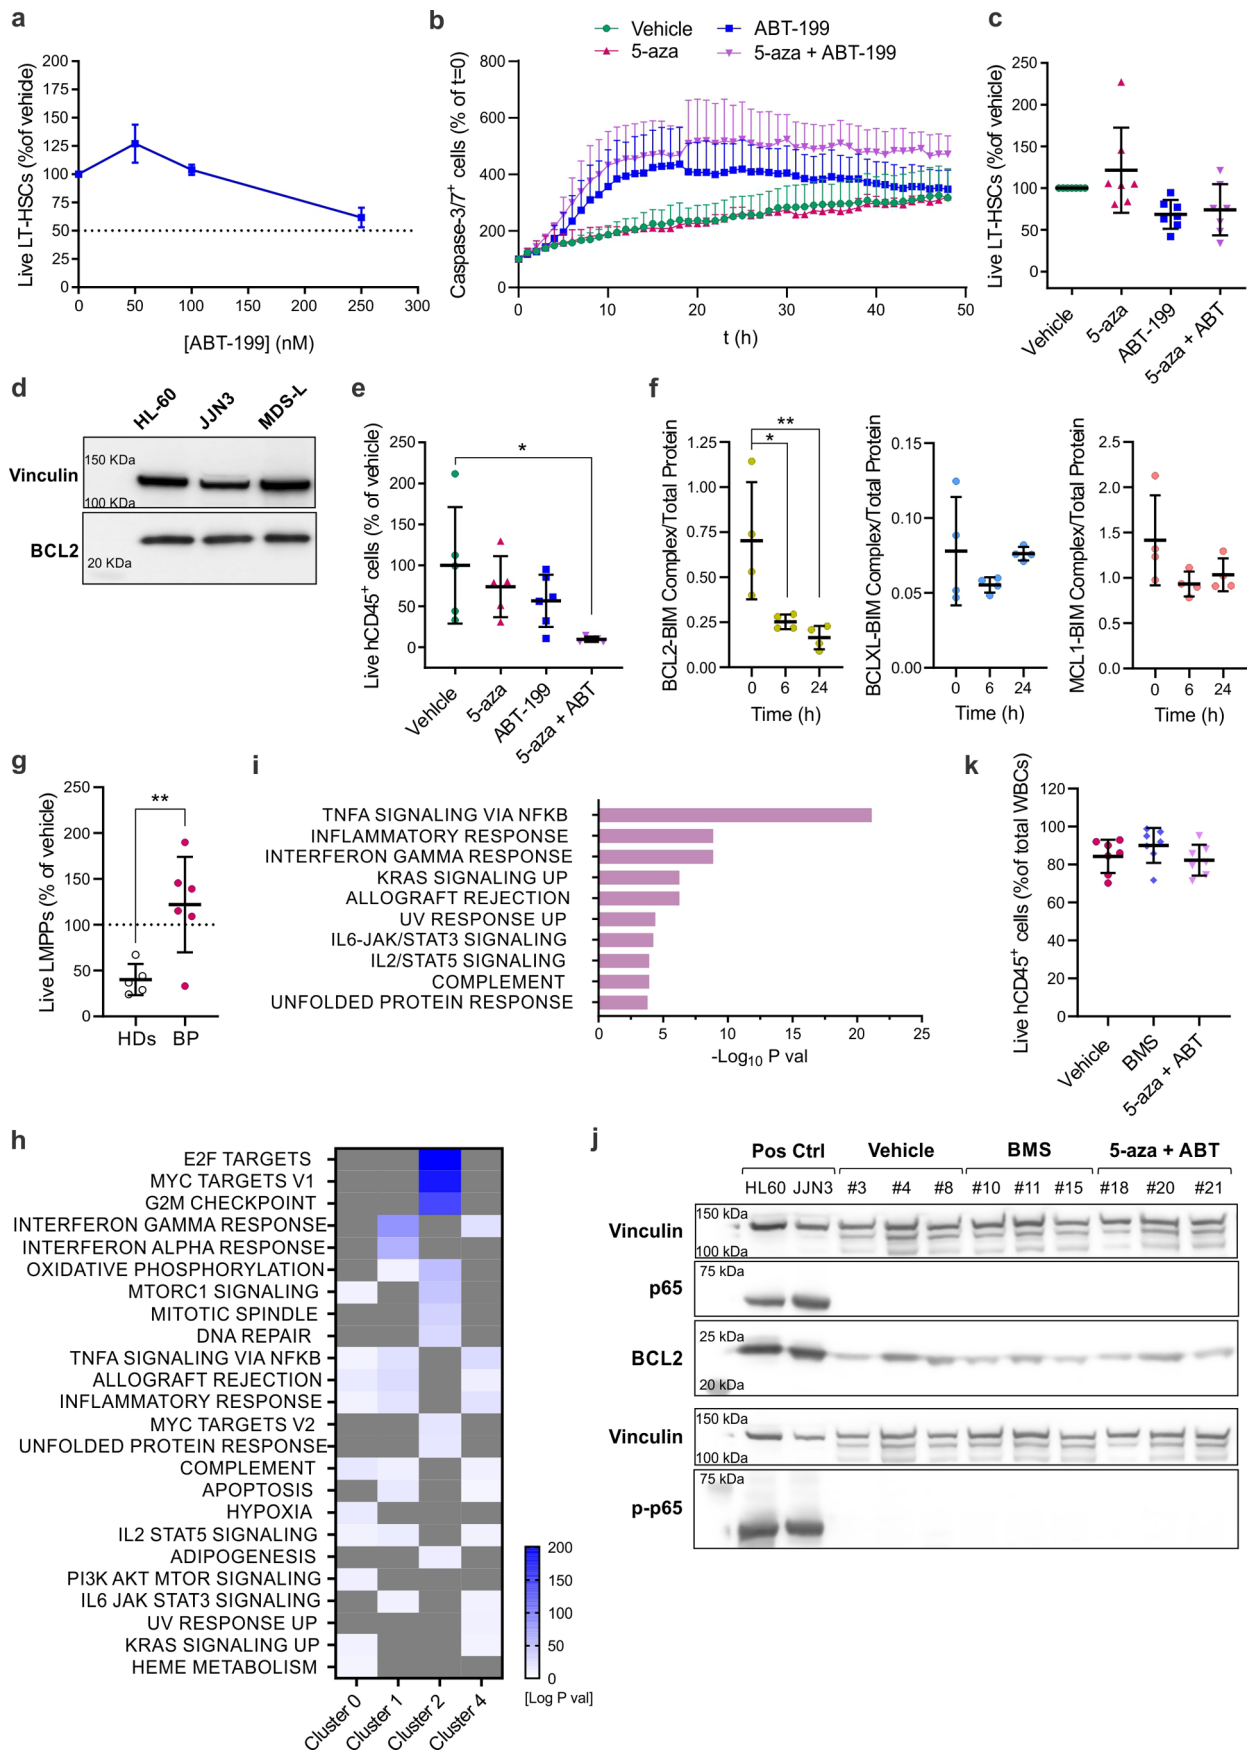 a
Live LT-HSCs (%of vehicle)
200
175
150
125
100
75
50
25
0
0 50 100 150 200 250 300
[ABT-199] (nM)
b
Vehicle
5-aza
ABT-199
5-aza + ABT-199
Caspase-3/7⁺ cells (% of t=0)
800
600
400
200
0
0 10 20 30 40 50
t (h)
c
Live LT-HSCs (%of vehicle)
250
200
150
100
50
0
Vehicle
5-aza
ABT-199
5-aza + ABT
d
HL-60 JJN3 MDS-L
Vinculin
150 KDa
100 KDa
BCL2
20 KDa
e
Live hCD45⁺ cells (% of vehicle)
250
200
150
100
50
0
*
Vehicle
5-aza
ABT-199
5-aza + ABT
f
BCL2-BIM Complex/Total Protein
1.25
1.00
0.75
0.50
0.25
0.00
**
*
0 6 24
Time (h)
BCLXL-BIM Complex/Total Protein
0.15
0.10
0.05
0.00
0 6 24
Time (h)
MCL1-BIM Complex/Total Protein
2.5
2.0
1.5
1.0
0.5
0.0
0 6 24
Time (h)
g
Live LMPPs (% of vehicle)
250
200
150
100
50
0
**
HDs BP
i
TNFA SIGNALING VIA NFKB
INFLAMMATORY RESPONSE
INTERFERON GAMMA RESPONSE
KRAS SIGNALING UP
ALLOGRAFT REJECTION
UV RESPONSE UP
IL6-JAK/STAT3 SIGNALING
IL2/STAT5 SIGNALING
COMPLEMENT
UNFOLDED PROTEIN RESPONSE
0 5 10 15 20 25
-Log₁₀ P val
k
Live hCD45⁺ cells (%of total WBCs)
120
100
80
60
40
20
0
Vehicle
BMS
5-aza + ABT
h
E2F TARGETS
MYC TARGETS V1
G2M CHECKPOINT
INTERFERON GAMMA RESPONSE
INTERFERON ALPHA RESPONSE
OXIDATIVE PHOSPHORYLATION
MTORC1 SIGNALING
MITOTIC SPINDLE
DNA REPAIR
TNFA SIGNALING VIA NFKB
ALLOGRAFT REJECTION
INFLAMMATORY RESPONSE
MYC TARGETS V2
UNFOLDED PROTEIN RESPONSE
COMPLEMENT
APOPTOSIS
HYPOXIA
IL2 STAT5 SIGNALING
ADIPOGENESIS
PI3K AKT MTOR SIGNALING
IL6 JAK STAT3 SIGNALING
UV RESPONSE UP
KRAS SIGNALING UP
HEME METABOLISM
Cluster 0
Cluster 1
Cluster 2
Cluster 4
200
150
100
50
0
[Log P val]
j
Pos Ctrl Vehicle BMS 5-aza + ABT
HL60 JJN3 #3 #4 #8 #10 #11 #15 #18 #20 #21
Vinculin
150 kDa
100 kDa
p65
75 kDa
BCL2
25 kDa
20 kDa
Vinculin
150 kDa
100 kDa
p-p65
75 kDa